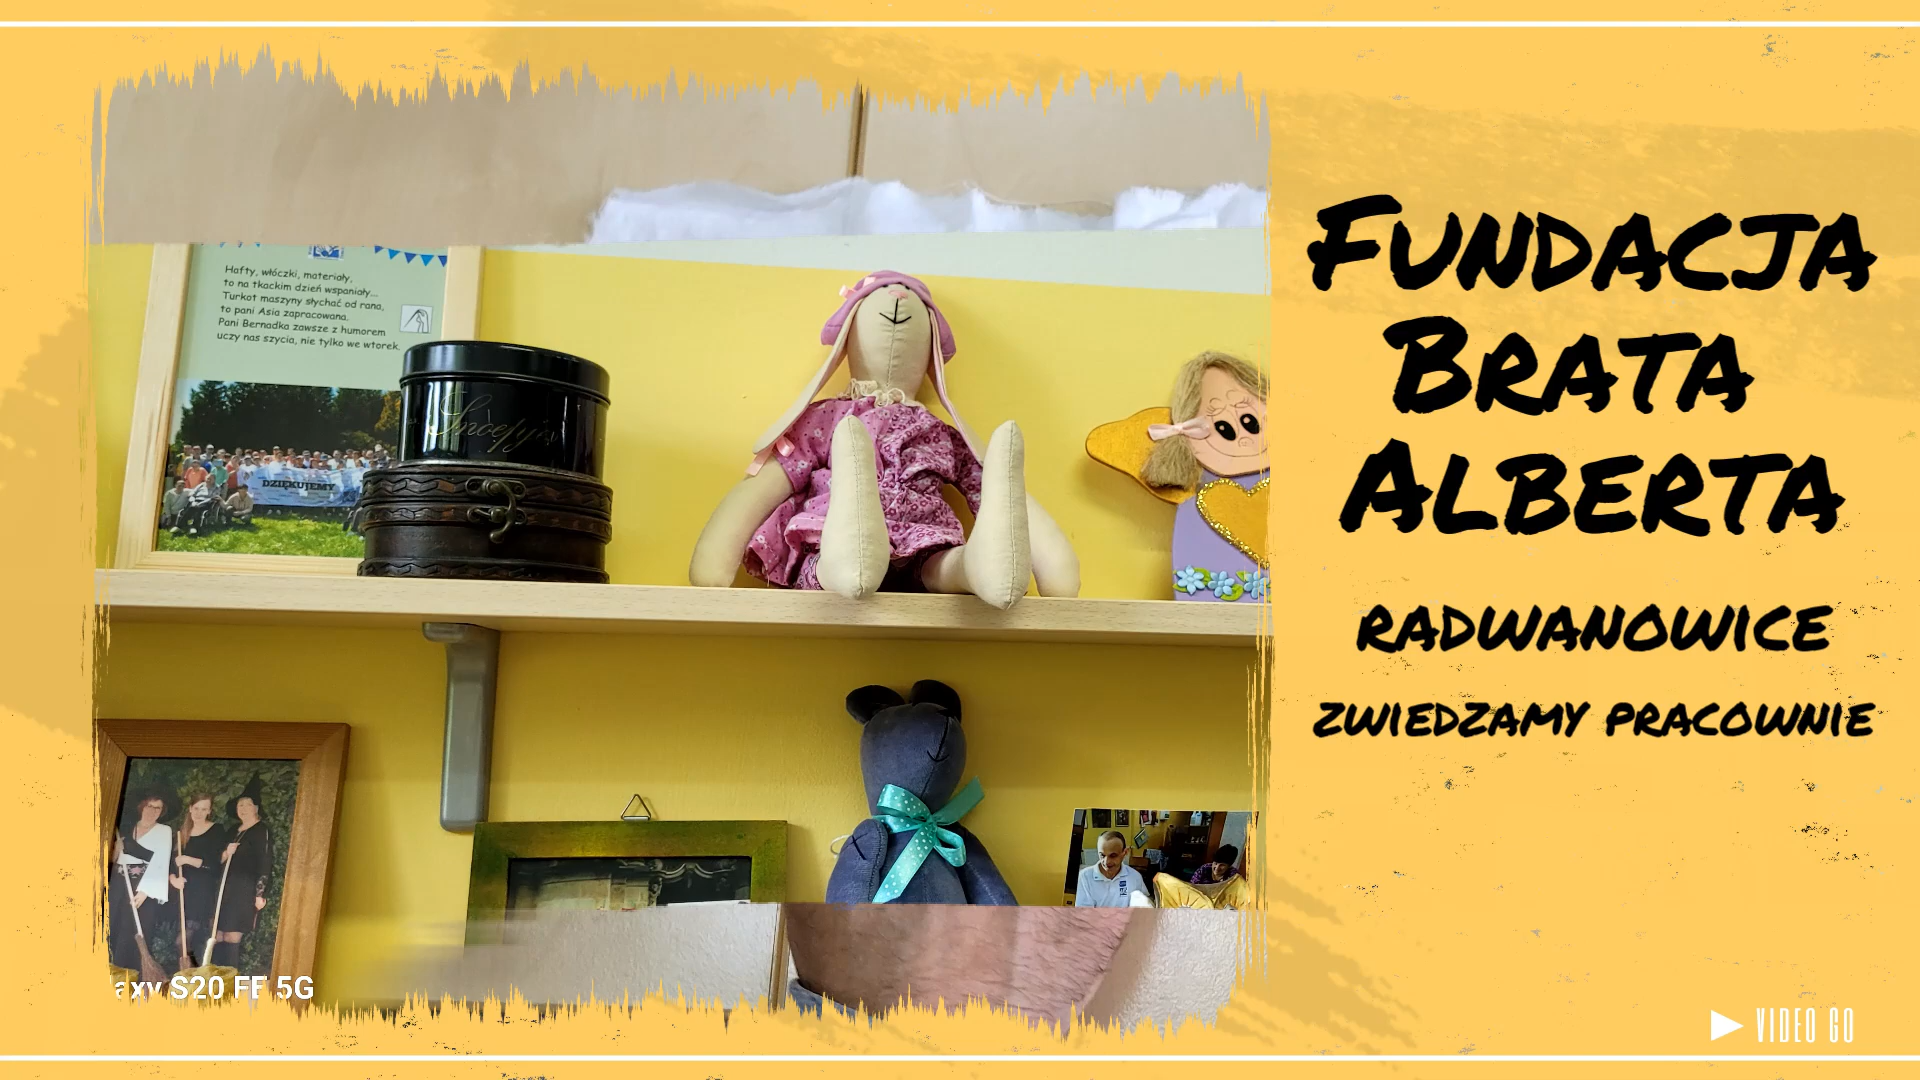 Hafty, włóczki, materiały,
to na tkackim dzień wspaniały...
Turkot maszyny słychać od rana,
to pani Asia zapracowana.
Pani Bernadka zawsze z humorem
uczy nas szycia, nie tylko we wtorek.
DZIĘKUJEMY
axy S20 FE 5G
FUNDACJA
BRATA
ALBERTA
RADWANOWICE
ZWIEDZAMY PRACOWNIE
VIDEO GO